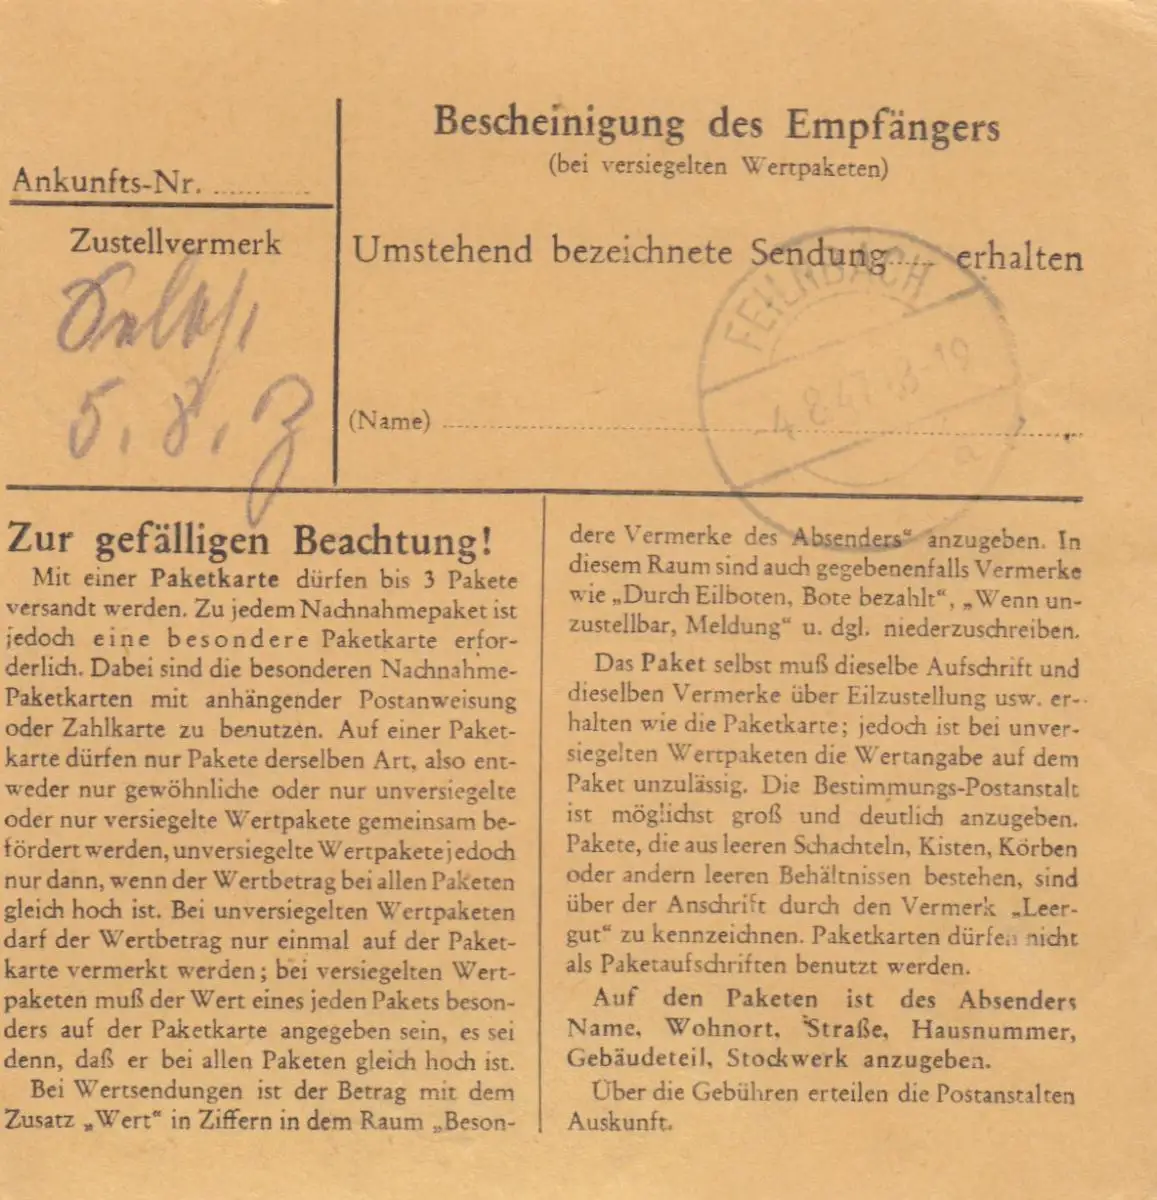 Bescheinigung des Empfängers
(bei versiegelten Wertpaketen)
Ankunfts-Nr. ............
Zustellvermerk
5. 8.
Umstehend bezeichnete Sendung..... erhalten
FEILNBACH
-4.8.47.18-19
a
(Name) ............
Zur gefälligen Beachtung!
Mit einer Paketkarte dürfen bis 3 Pakete
versandt werden. Zu jedem Nachnahmepaket ist
jedoch eine besondere Paketkarte erfor-
derlich. Dabei sind die besonderen Nachnahme-
Paketkarten mit anhängender Postanweisung
oder Zahlkarte zu benutzen. Auf einer Paket-
karte dürfen nur Pakete derselben Art, also ent-
weder nur gewöhnliche oder nur unversiegelte
oder nur versiegelte Wertpakete gemeinsam be-
fördert werden, unversiegelte Wertpakete jedoch
nur dann, wenn der Wertbetrag bei allen Paketen
gleich hoch ist. Bei unversiegelten Wertpaketen
darf der Wertbetrag nur einmal auf der Paket-
karte vermerkt werden; bei versiegelten Wert-
paketen muß der Wert eines jeden Pakets beson-
ders auf der Paketkarte angegeben sein, es sei
denn, daß er bei allen Paketen gleich hoch ist.
Bei Wertsendungen ist der Betrag mit dem
Zusatz „Wert“ in Ziffern in dem Raum „Beson-
dere Vermerke des Absenders“ anzugeben. In
diesem Raum sind auch gegebenenfalls Vermerke
wie „Durch Eilboten, Bote bezahlt“, „Wenn un-
zustellbar, Meldung“ u. dgl. niederzuschreiben.
Das Paket selbst muß dieselbe Aufschrift und
dieselben Vermerke über Eilzustellung usw. er-
halten wie die Paketkarte; jedoch ist bei unver-
siegelten Wertpaketen die Wertangabe auf dem
Paket unzulässig. Die Bestimmungs-Postanstalt
ist möglichst groß und deutlich anzugeben.
Pakete, die aus leeren Schachteln, Kisten, Körben
oder andern leeren Behältnissen bestehen, sind
über der Anschrift durch den Vermerk „Leer-
gut“ zu kennzeichnen. Paketkarten dürfen nicht
als Paketaufschriften benutzt werden.
Auf den Paketen ist des Absenders
Name, Wohnort, Straße, Hausnummer,
Gebäudeteil, Stockwerk anzugeben.
Über die Gebühren erteilen die Postanstalten
Auskunft.